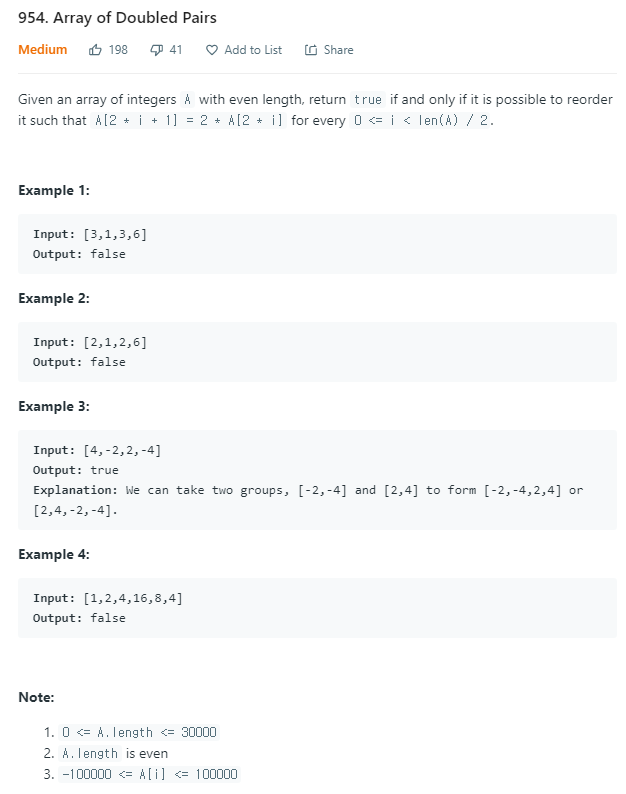 954. Array of Doubled Pairs
Medium 198 41 Add to List Share
Given an array of integers A with even length, return true if and only if it is possible to reorder
it such that A[2 * i + 1] = 2 * A[2 * i] for every 0 <= i < len(A) / 2.
Example 1:
Input: [3,1,3,6]
Output: false
Example 2:
Input: [2,1,2,6]
Output: false
Example 3:
Input: [4,-2,2,-4]
Output: true
Explanation: We can take two groups, [-2,-4] and [2,4] to form [-2,-4,2,4] or
[2,4,-2,-4].
Example 4:
Input: [1,2,4,16,8,4]
Output: false
Note:
1. 0 <= A.length <= 30000
2. A.length is even
3. -100000 <= A[i] <= 100000